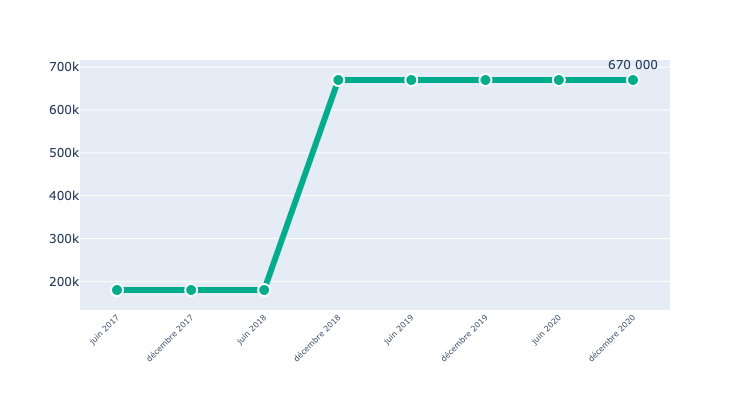 670 000
700k
600k
500k
400k
300k
200k
juin 2017
décembre 2017
juin 2018
décembre 2018
juin 2019
décembre 2019
juin 2020
décembre 2020